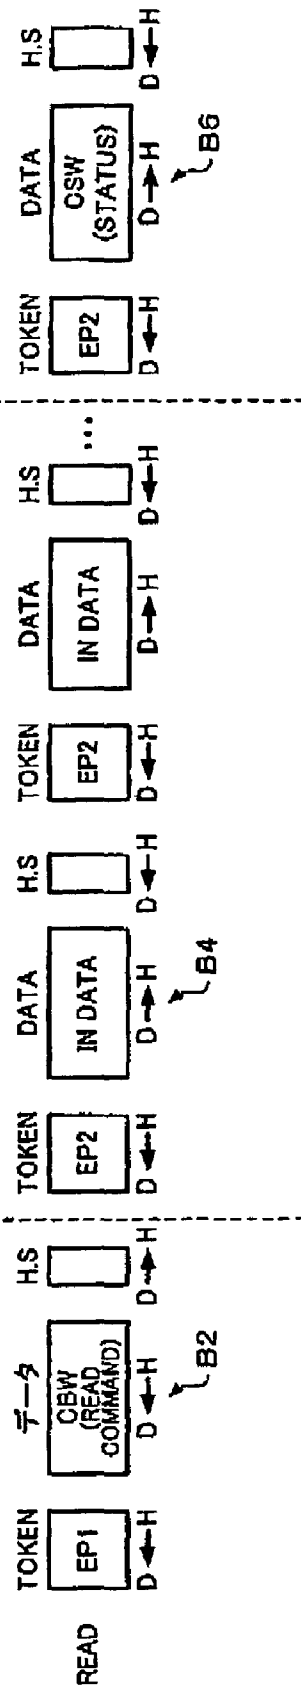 TOKEN データ H.S TOKEN DATA H.S TOKEN DATA H.S TOKEN DATA H.S
READ EP1 CBW (READ COMMAND) EP2 IN DATA EP2 IN DATA ... EP2 CSW (STATUS)
D←H D←H D→H D←H D→H D←H D←H D→H D←H D←H D→H D←H
B2 B4 B6